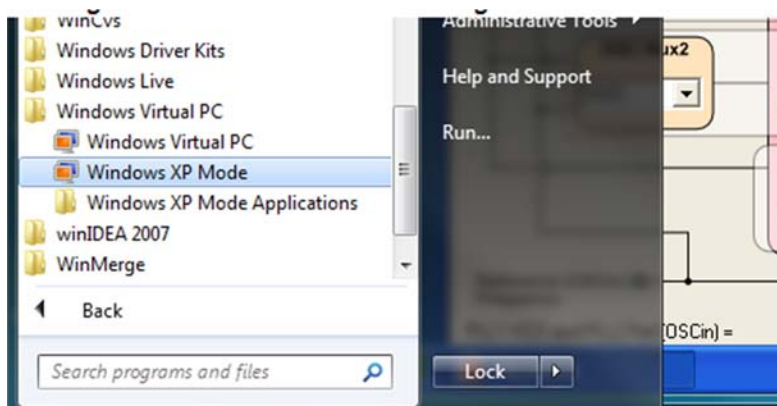 WinCvs
Windows Driver Kits
Windows Live
Windows Virtual PC
Windows Virtual PC
Windows XP Mode
Windows XP Mode Applications
winIDEA 2007
WinMerge
Back
Search programs and files
Administrative Tools
Help and Support
Run...
Lock
ux2
(OSCin) =